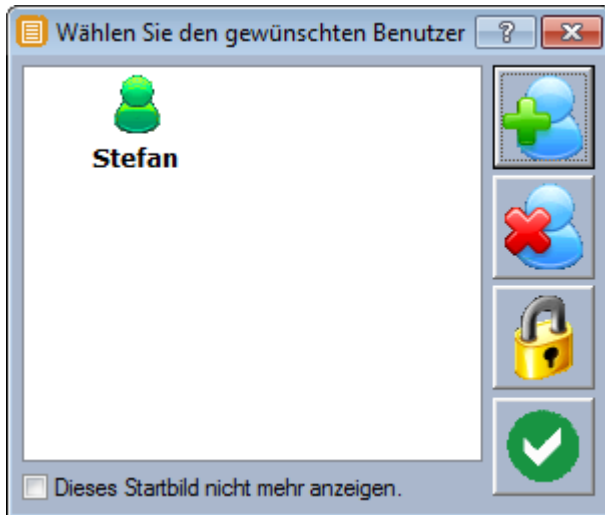 Wählen Sie den gewünschten Benutzer
Stefan
Dieses Startbild nicht mehr anzeigen.